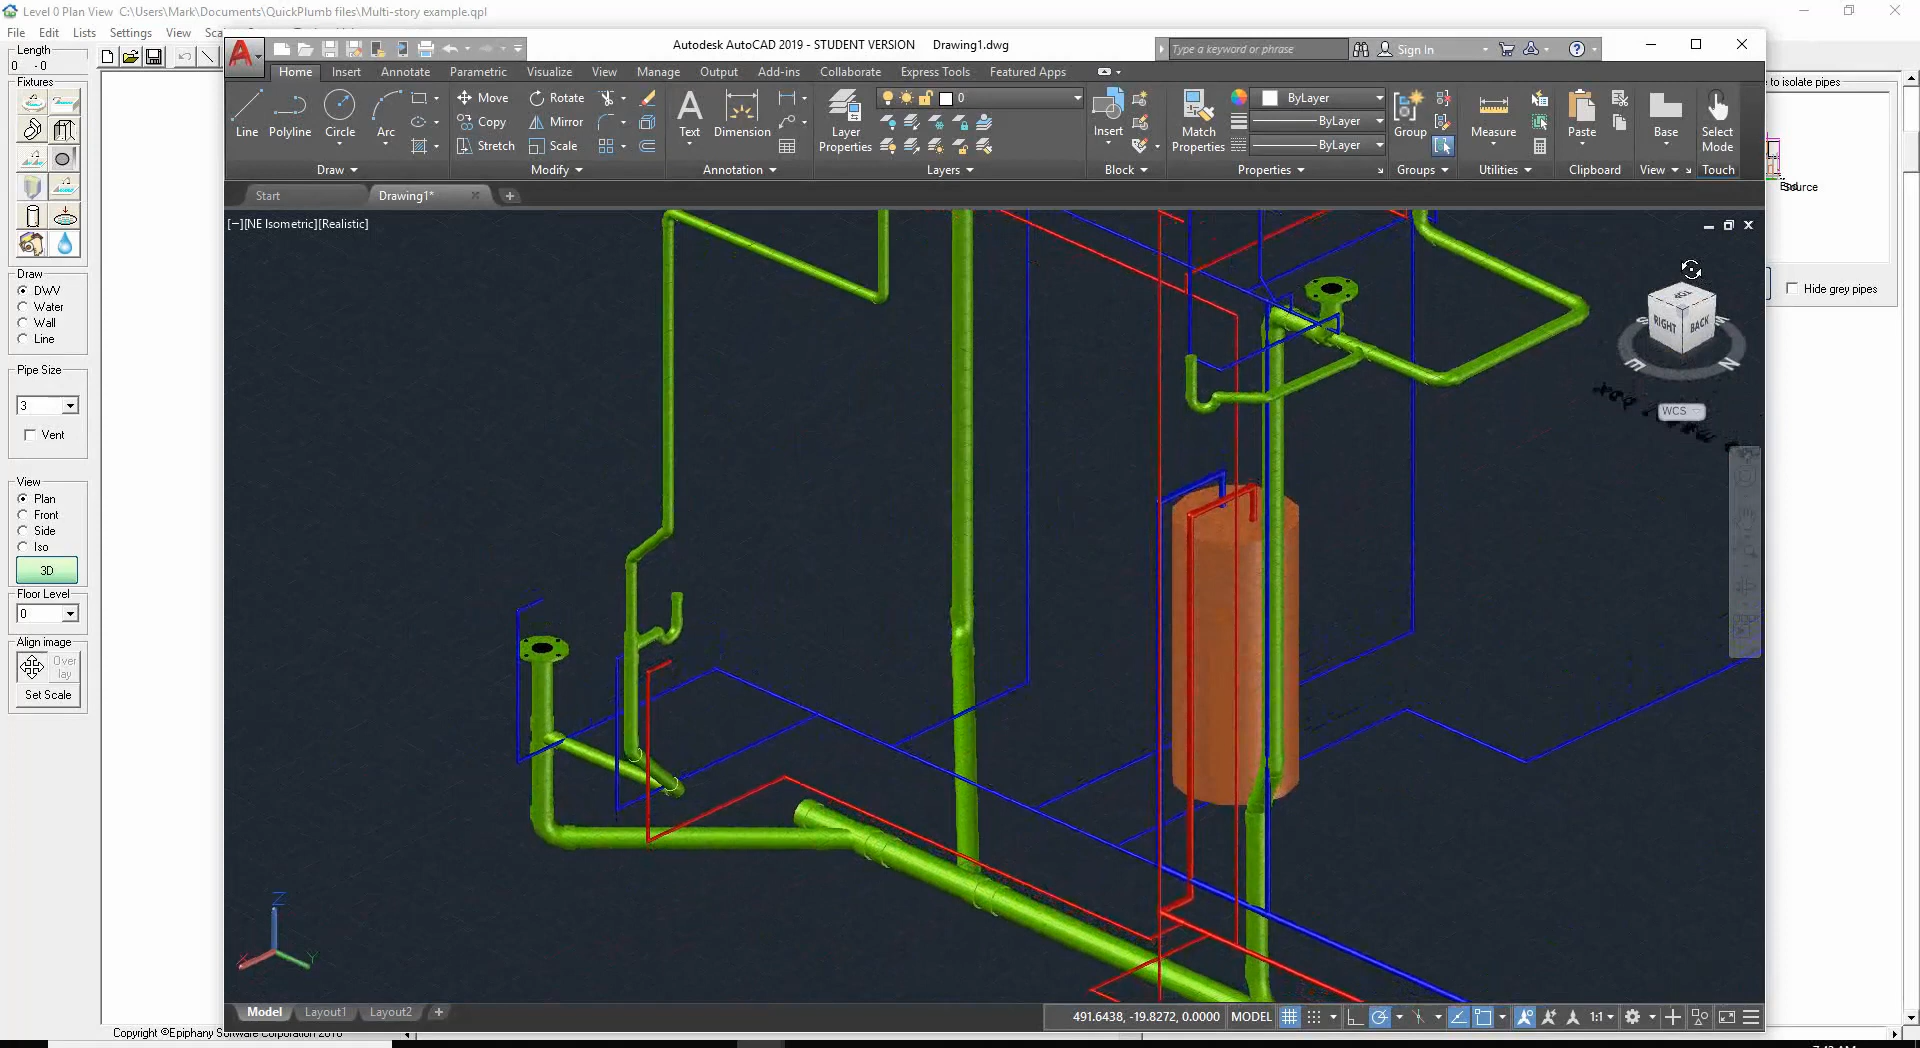 Level 0 Plan View C:\Users\Mark\Documents\QuickPlumb files\Multi-story example.qpl
File Edit Lists Settings View
Length
0 - 0
Fixtures
Draw
DWV
Water
Wall
Line
Pipe Size
3
Vent
View
Plan
Front
Side
Iso
3D
Floor Level
0
Align image
Over
lay
Set Scale
Autodesk AutoCAD 2019 - STUDENT VERSION Drawing1.dwg
Type a keyword or phrase
Sign In
Home Insert Annotate Parametric Visualize View Manage Output Add-ins Collaborate Express Tools Featured Apps
Line Polyline Circle Arc
Move Rotate
Copy Mirror
Stretch Scale
Text Dimension
Layer
Properties
0
Insert
Match
Properties
ByLayer
ByLayer
ByLayer
Group
Measure
Paste
Base
Select
Mode
Draw Modify Annotation Layers Block Properties Groups Utilities Clipboard View Touch
Start Drawing1*
[−][NE Isometric][Realistic]
TOP
RIGHT BACK
E N
WCS
Z
X Y
Model Layout1 Layout2
491.6438, -19.8272, 0.0000 MODEL 1:1
e to isolate pipes
Source
Hide grey pipes
Copyright ©Epiphany Software Corporation